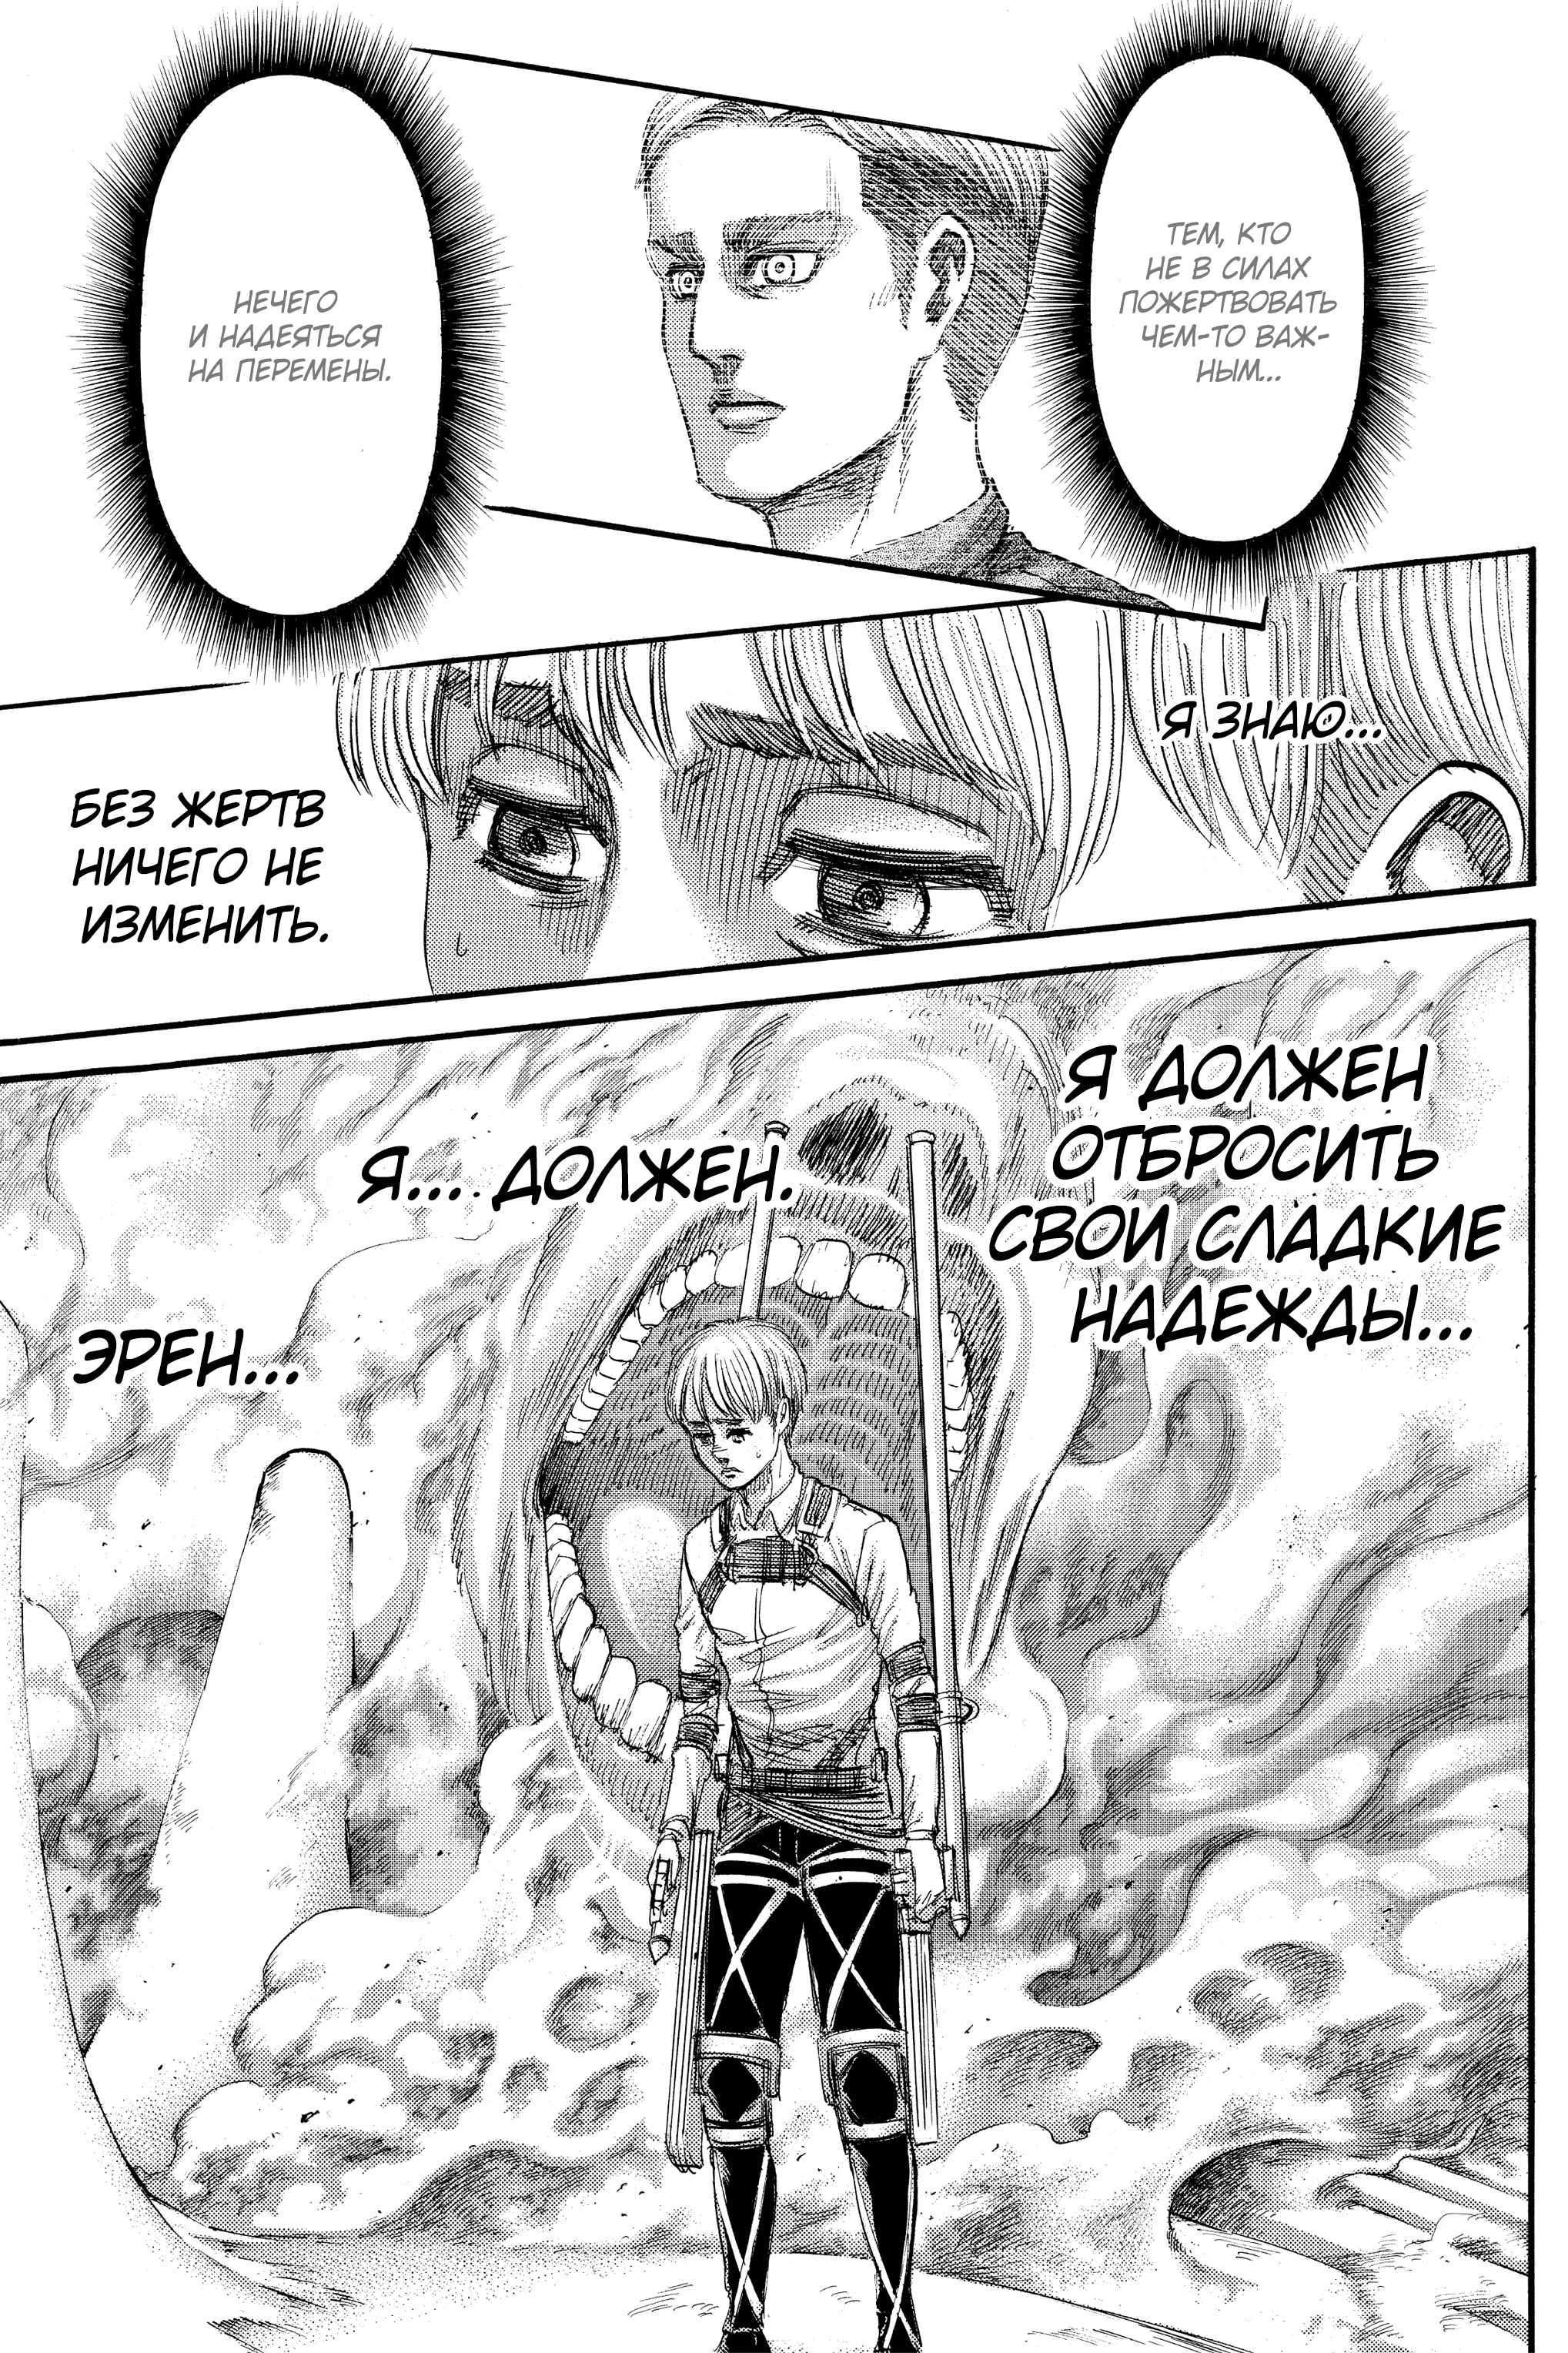 ТЕМ, КТО
НЕ В СИЛАХ
ПОЖЕРТВОВАТЬ
ЧЕМ-ТО ВАЖ-
НЫМ...
НЕЧЕГО
И НАДЕЯТЬСЯ
НА ПЕРЕМЕНЫ.
Я ЗНАЮ...
БЕЗ ЖЕРТВ
НИЧЕГО НЕ
ИЗМЕНИТЬ.
Я ДОЛЖЕН
ОТБРОСИТЬ
СВОИ СЛАДКИЕ
НАДЕЖДЫ...
Я... ДОЛЖЕН.
ЭРЕН...